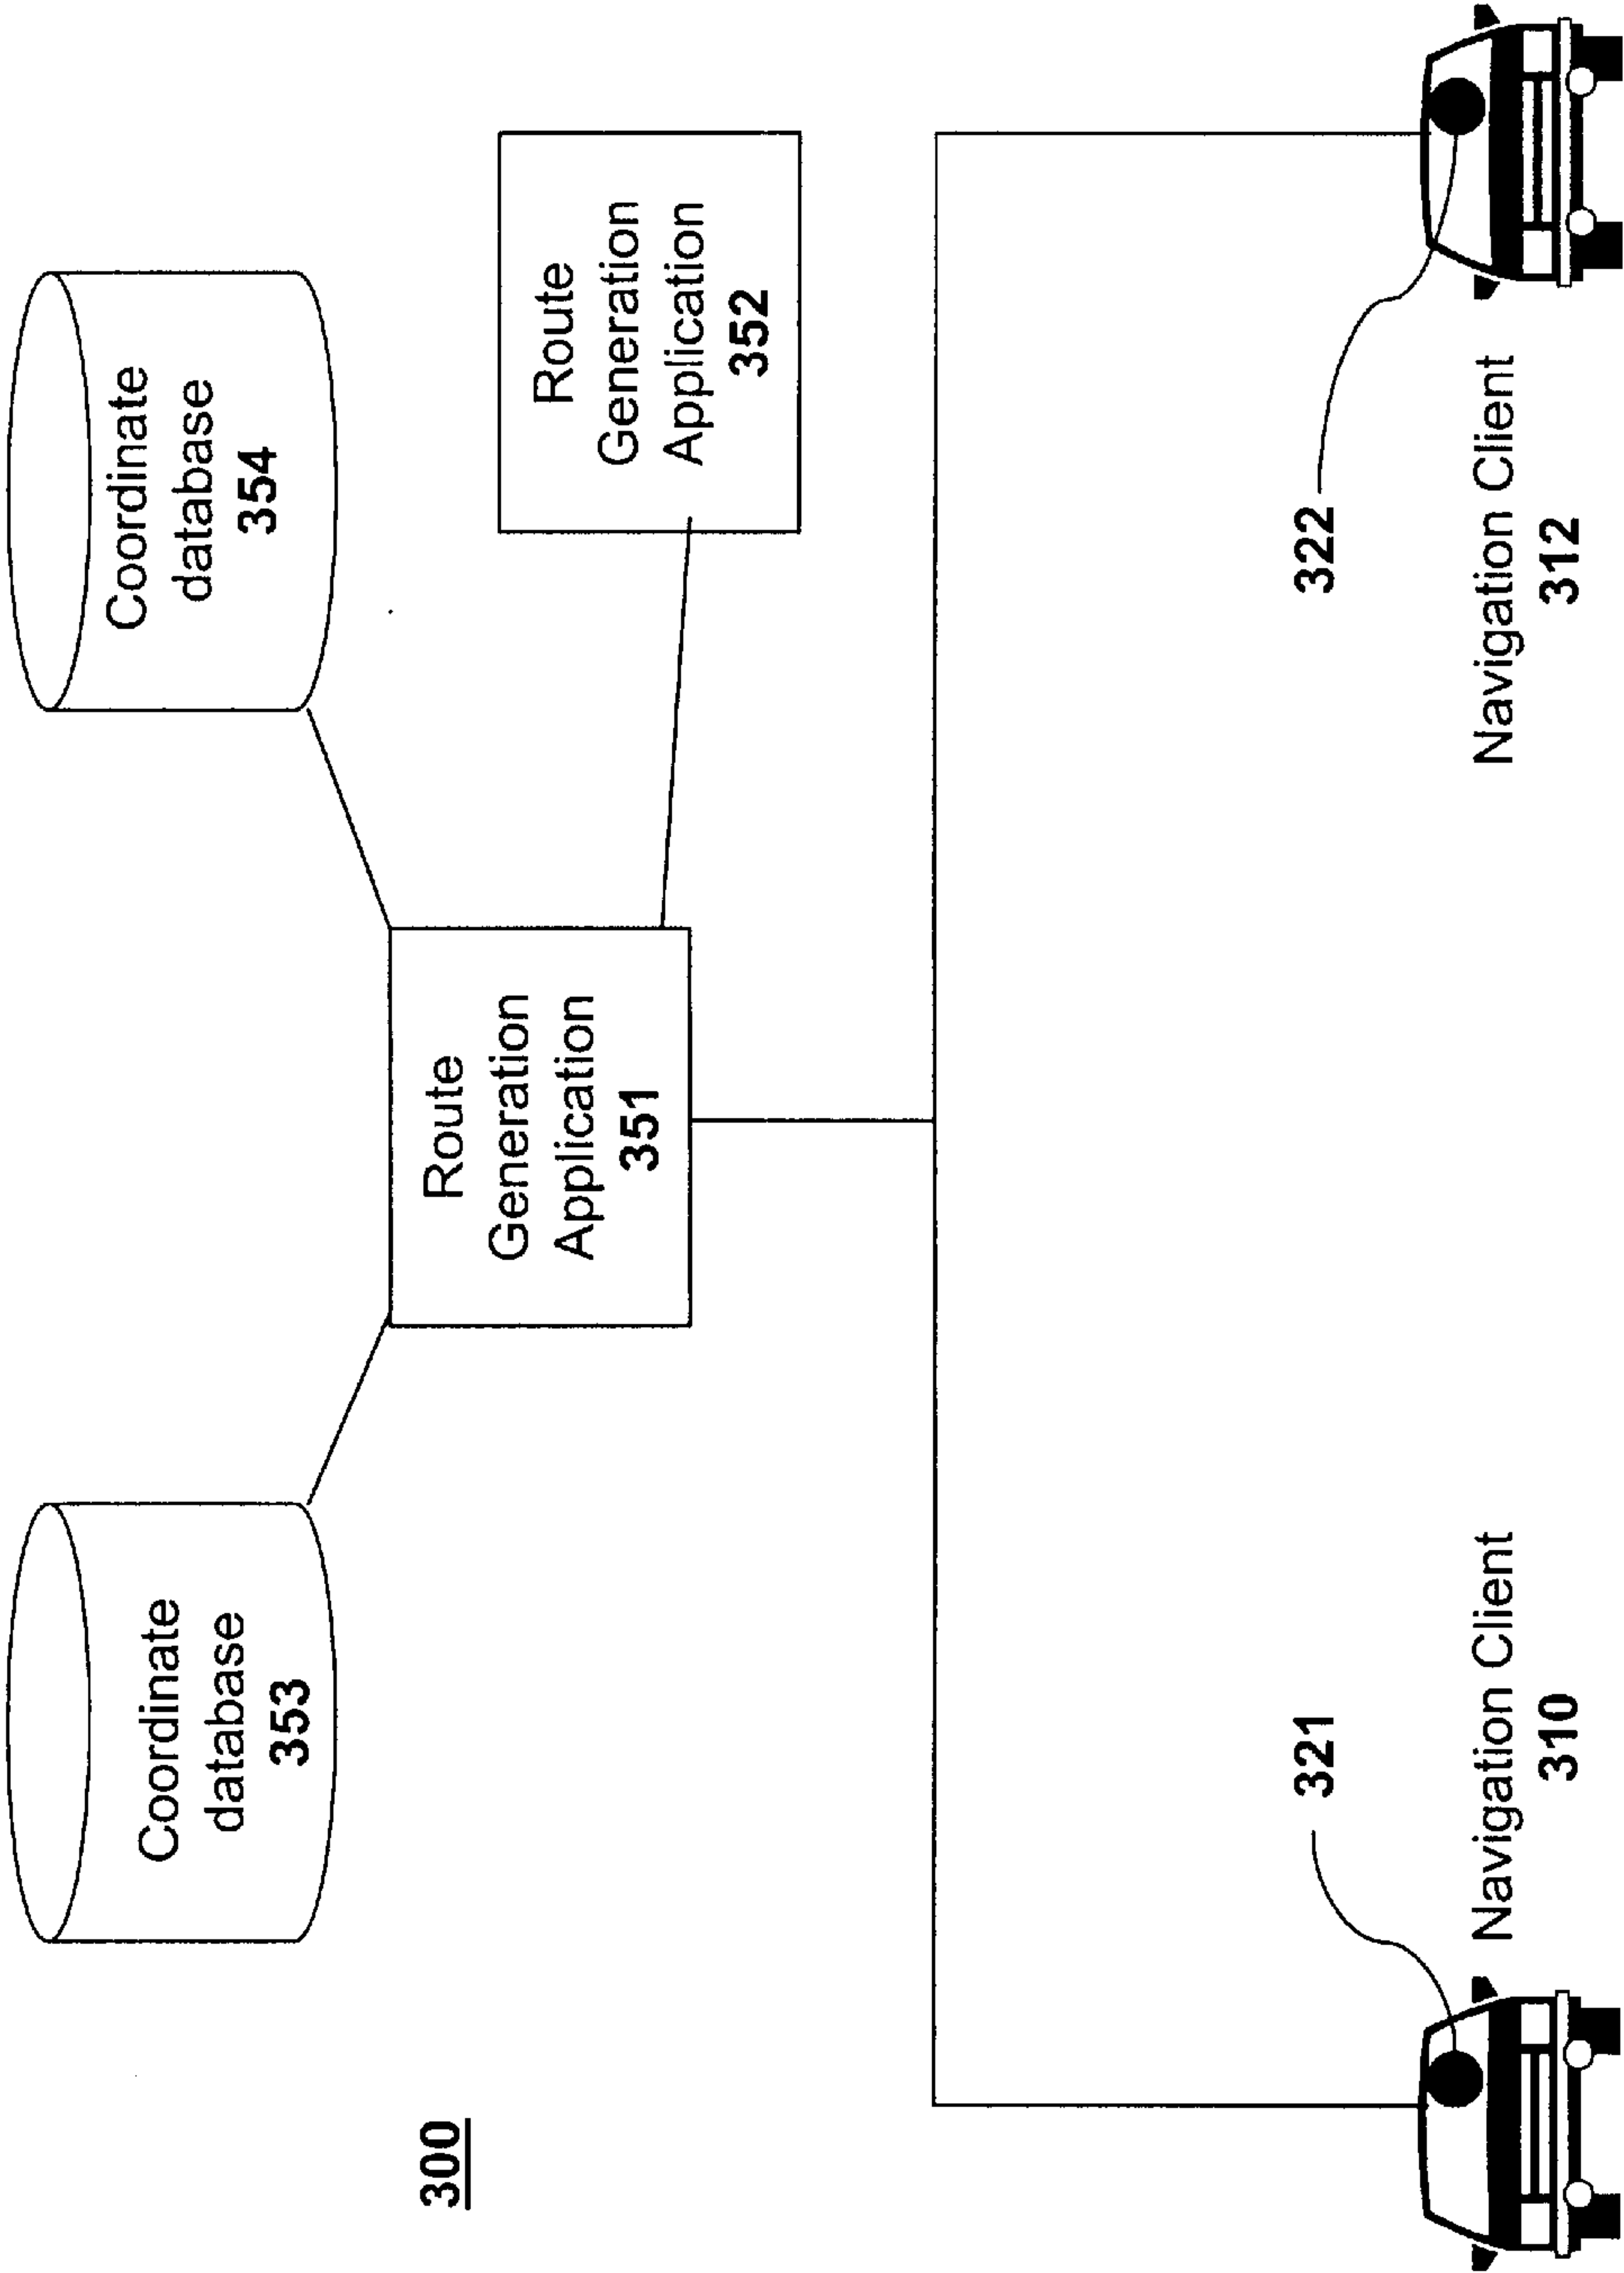 Coordinate
database
353
Coordinate
database
354
Route
Generation
Application
351
Route
Generation
Application
352
300
321
322
Navigation Client
310
Navigation Client
312